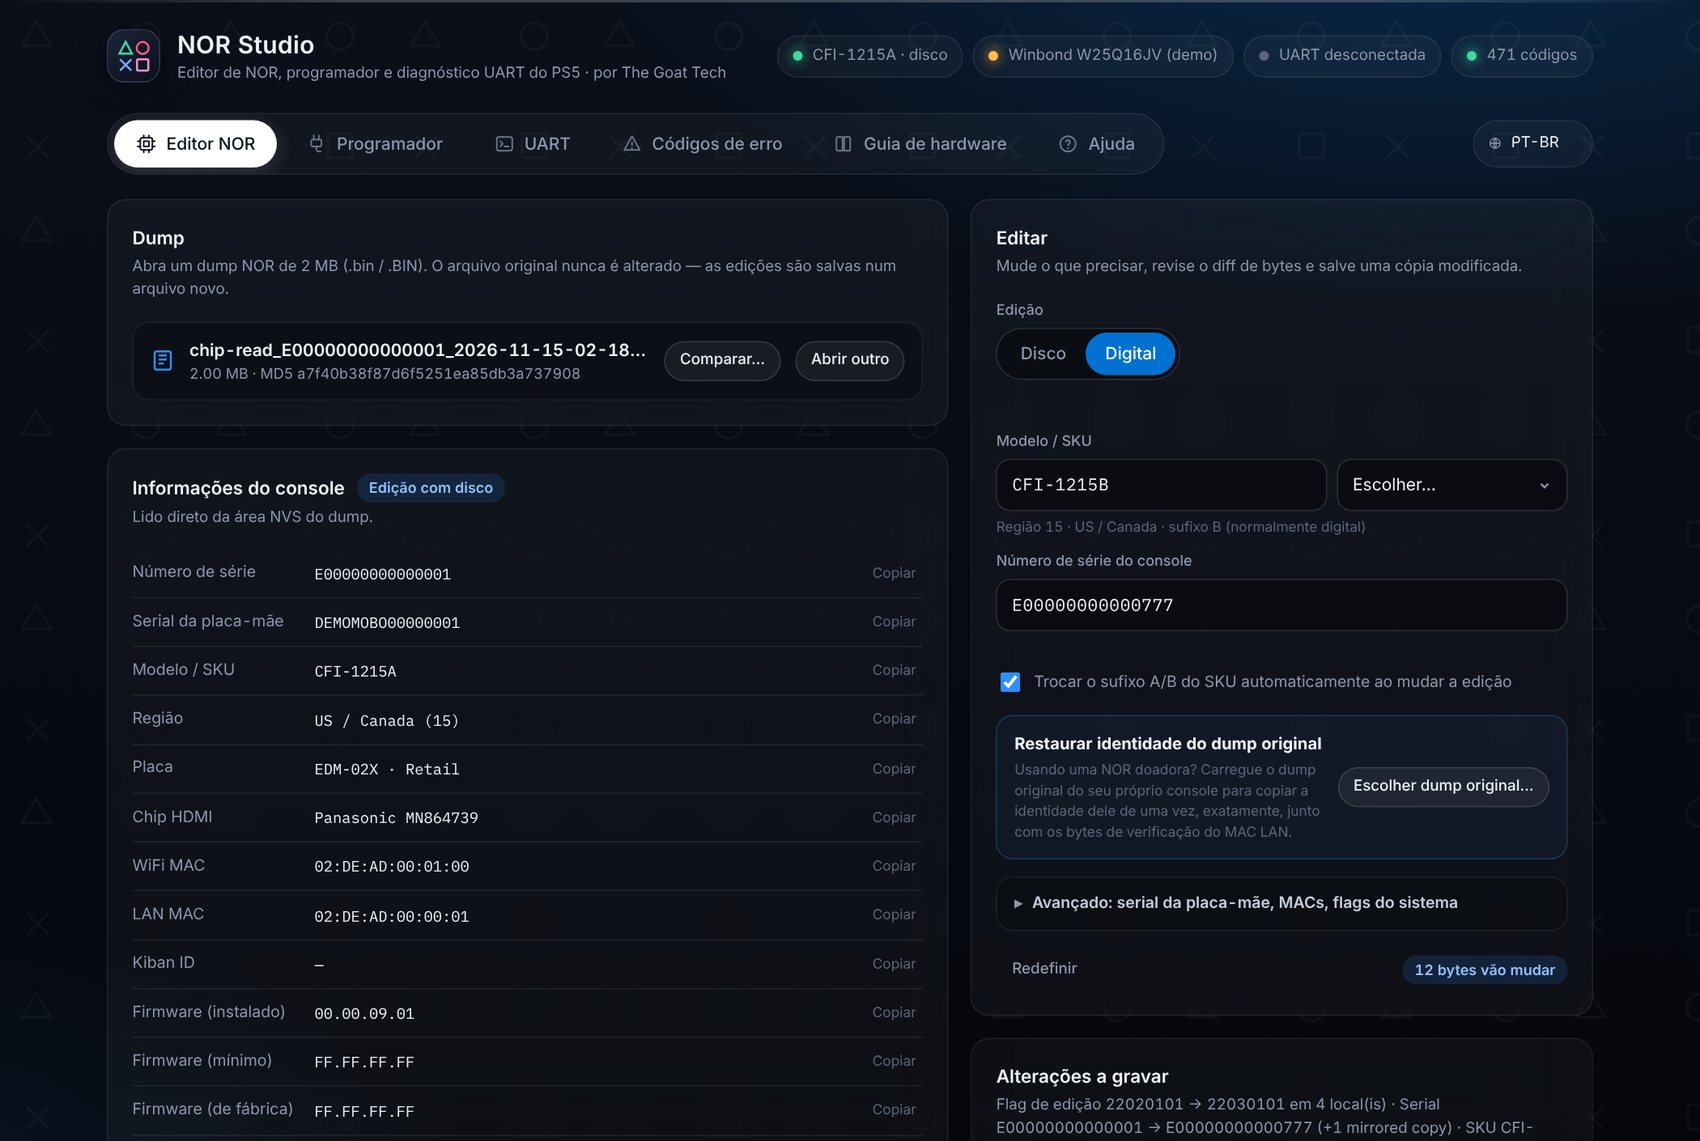 NOR Studio
Editor de NOR, programador e diagnóstico UART do PS5 · por The Goat Tech
CFI-1215A · disco
Winbond W25Q16JV (demo)
UART desconectada
471 códigos
Editor NOR
Programador
UART
Códigos de erro
Guia de hardware
Ajuda
PT-BR
Dump
Abra um dump NOR de 2 MB (.bin / .BIN). O arquivo original nunca é alterado — as edições são salvas num
arquivo novo.
chip-read_E00000000000001_2026-11-15-02-18...
2.00 MB · MD5 a7f40b38f87d6f5251ea85db3a737908
Comparar...
Abrir outro
Informações do console
Edição com disco
Lido direto da área NVS do dump.
Número de série E00000000000001 Copiar
Serial da placa-mãe DEMOMOBO00000001 Copiar
Modelo / SKU CFI-1215A Copiar
Região US / Canada (15) Copiar
Placa EDM-02X · Retail Copiar
Chip HDMI Panasonic MN864739 Copiar
WiFi MAC 02:DE:AD:00:01:00 Copiar
LAN MAC 02:DE:AD:00:00:01 Copiar
Kiban ID — Copiar
Firmware (instalado) 00.00.09.01 Copiar
Firmware (mínimo) FF.FF.FF.FF Copiar
Firmware (de fábrica) FF.FF.FF.FF Copiar
Editar
Mude o que precisar, revise o diff de bytes e salve uma cópia modificada.
Edição
Disco
Digital
Modelo / SKU
CFI-1215B
Escolher...
Região 15 · US / Canada · sufixo B (normalmente digital)
Número de série do console
E00000000000777
Trocar o sufixo A/B do SKU automaticamente ao mudar a edição
Restaurar identidade do dump original
Usando uma NOR doadora? Carregue o dump
original do seu próprio console para copiar a
identidade dele de uma vez, exatamente, junto
com os bytes de verificação do MAC LAN.
Escolher dump original...
Avançado: serial da placa-mãe, MACs, flags do sistema
Redefinir
12 bytes vão mudar
Alterações a gravar
Flag de edição 22020101 → 22030101 em 4 local(is) · Serial
E00000000000001 → E00000000000777 (+1 mirrored copy) · SKU CFI-